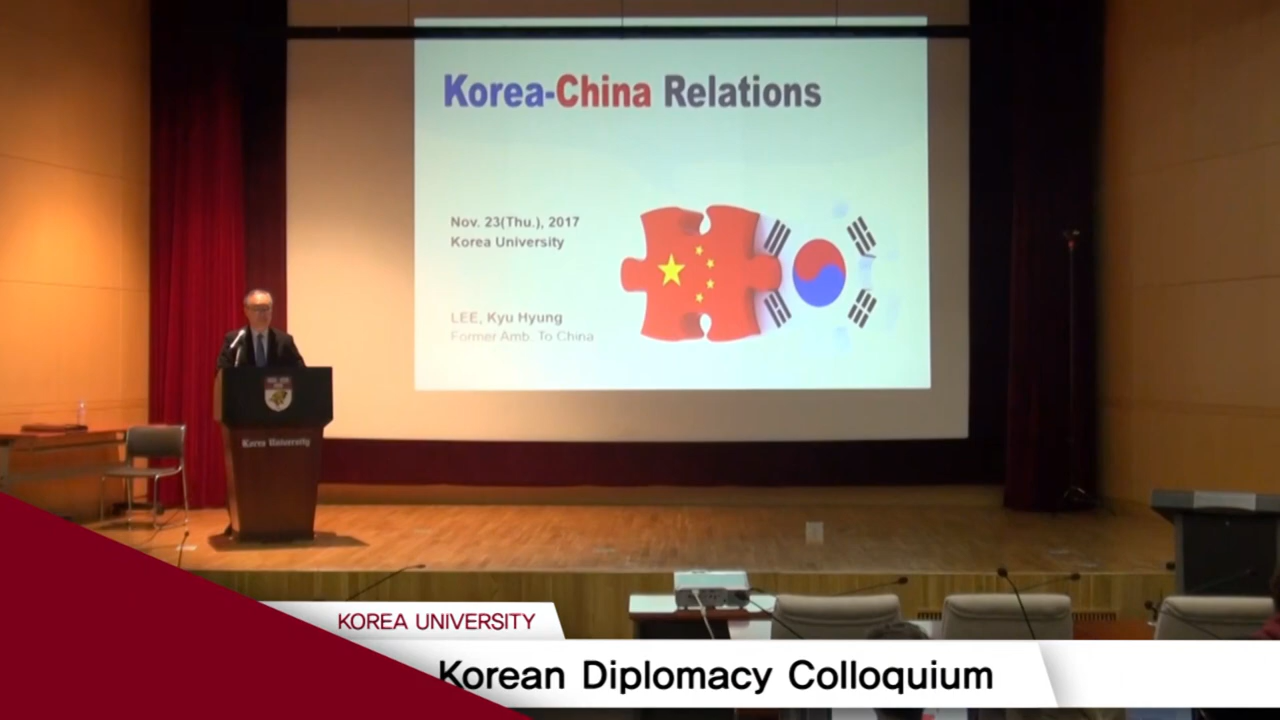 Korea-China Relations
Nov. 23(Thu.), 2017
Korea University
LEE, Kyu Hyung
Former Amb. To China
Korea University
KOREA UNIVERSITY
Korean Diplomacy Colloquium